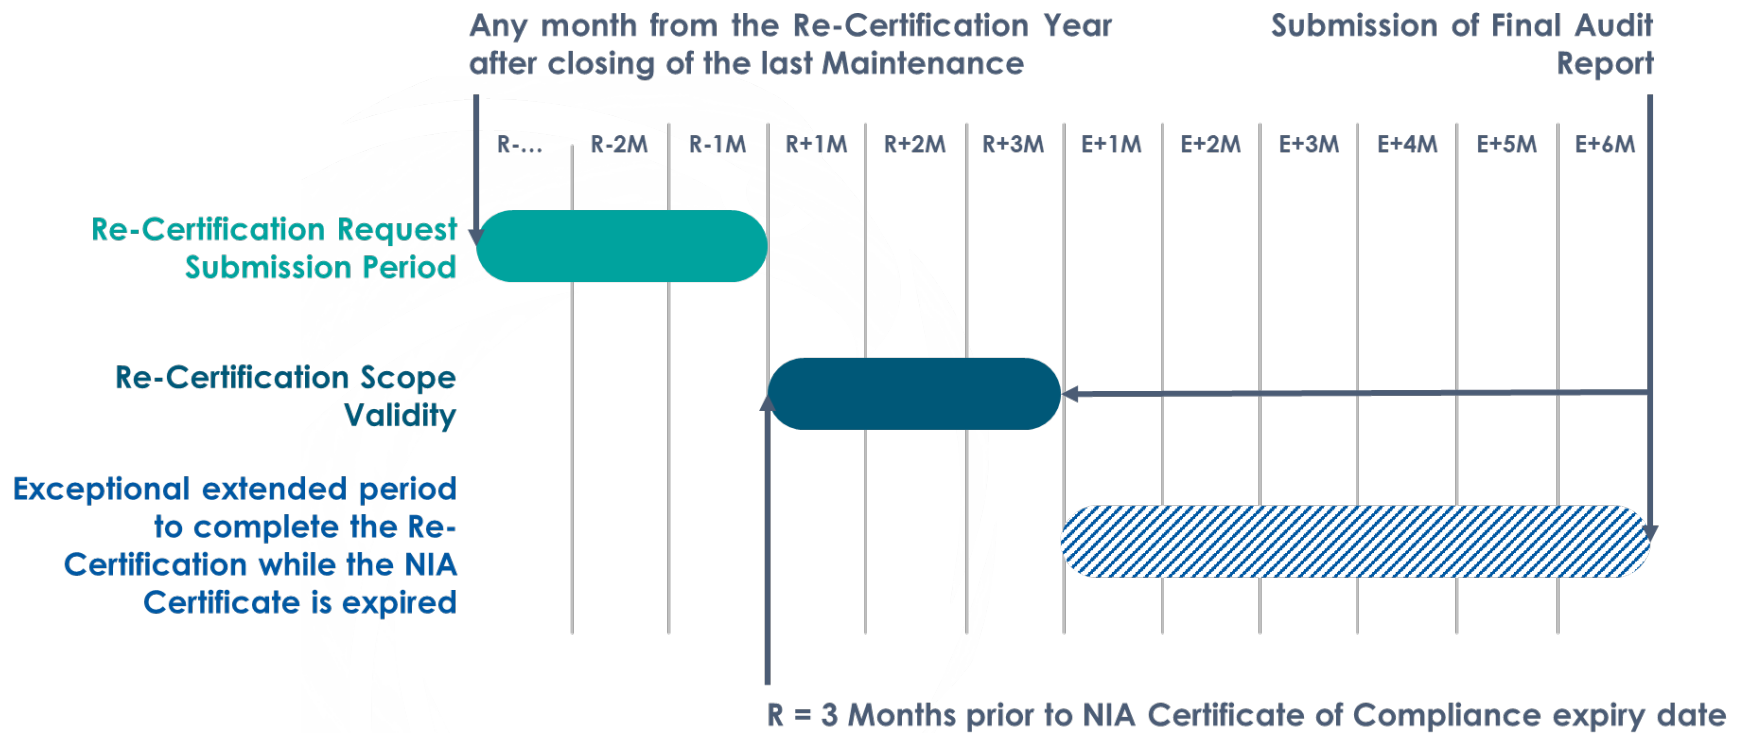 Any month from the Re-Certification Year
after closing of the last Maintenance
Submission of Final Audit
Report
R-... R-2M R-1M R+1M R+2M R+3M E+1M E+2M E+3M E+4M E+5M E+6M
Re-Certification Request
Submission Period
Re-Certification Scope
Validity
Exceptional extended period
to complete the Re-
Certification while the NIA
Certificate is expired
R = 3 Months prior to NIA Certificate of Compliance expiry date